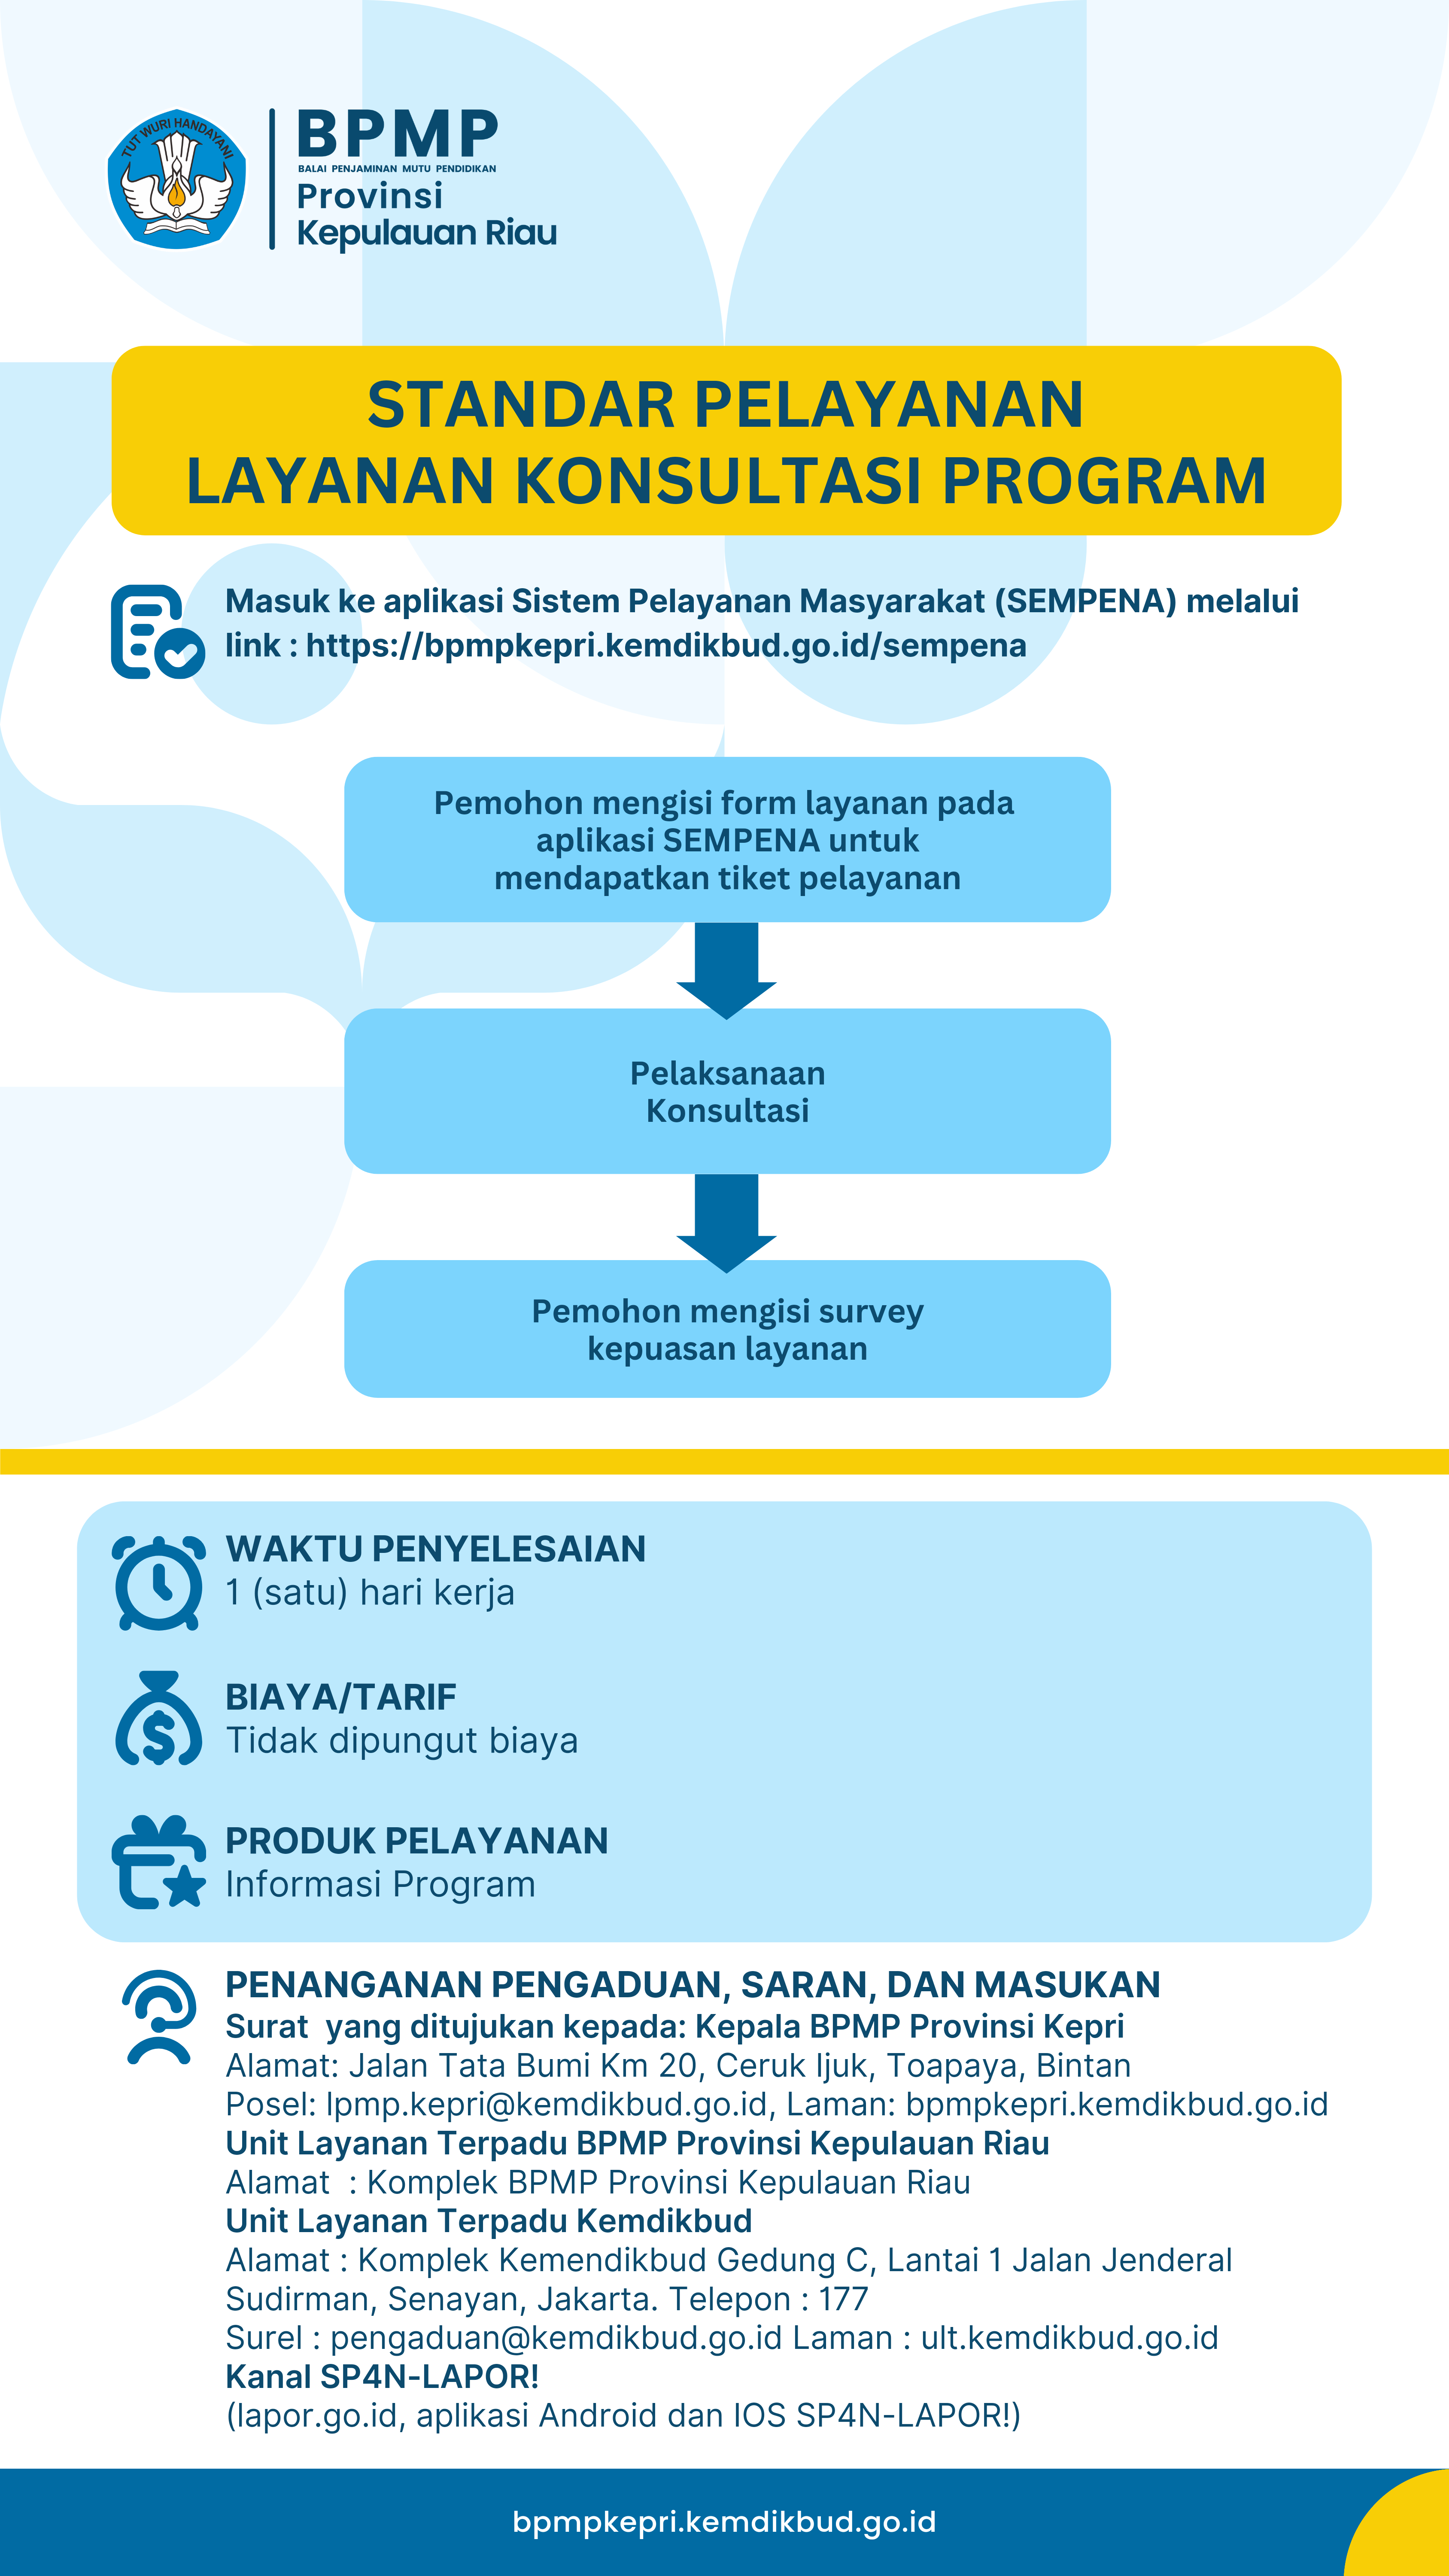 TUT WURI HANDAYANI
BPMP
BALAI PENJAMINAN MUTU PENDIDIKAN
Provinsi
Kepulauan Riau
STANDAR PELAYANAN
LAYANAN KONSULTASI PROGRAM
Masuk ke aplikasi Sistem Pelayanan Masyarakat (SEMPENA) melalui
link : https://bpmpkepri.kemdikbud.go.id/sempena
Pemohon mengisi form layanan pada
aplikasi SEMPENA untuk
mendapatkan tiket pelayanan
Pelaksanaan
Konsultasi
Pemohon mengisi survey
kepuasan layanan
WAKTU PENYELESAIAN
1 (satu) hari kerja
BIAYA/TARIF
Tidak dipungut biaya
PRODUK PELAYANAN
Informasi Program
PENANGANAN PENGADUAN, SARAN, DAN MASUKAN
Surat  yang ditujukan kepada: Kepala BPMP Provinsi Kepri
Alamat: Jalan Tata Bumi Km 20, Ceruk Ijuk, Toapaya, Bintan
Posel: lpmp.kepri@kemdikbud.go.id, Laman: bpmpkepri.kemdikbud.go.id
Unit Layanan Terpadu BPMP Provinsi Kepulauan Riau
Alamat  : Komplek BPMP Provinsi Kepulauan Riau
Unit Layanan Terpadu Kemdikbud
Alamat : Komplek Kemendikbud Gedung C, Lantai 1 Jalan Jenderal
Sudirman, Senayan, Jakarta. Telepon : 177
Surel : pengaduan@kemdikbud.go.id Laman : ult.kemdikbud.go.id
Kanal SP4N-LAPOR!
(lapor.go.id, aplikasi Android dan IOS SP4N-LAPOR!)
bpmpkepri.kemdikbud.go.id